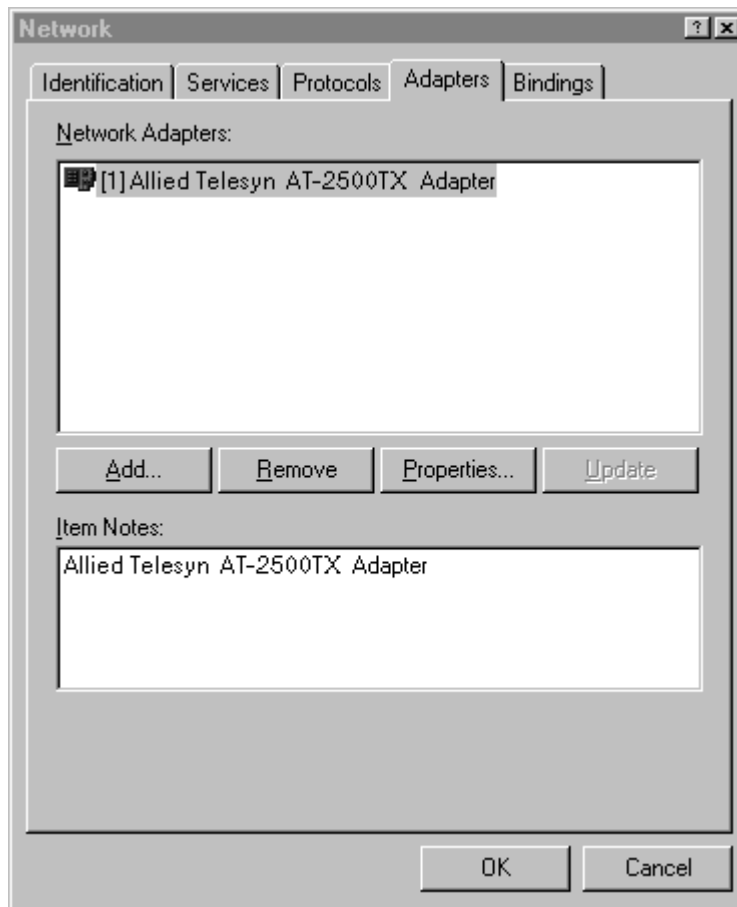 Network
Identification Services Protocols Adapters Bindings
Network Adapters:
[1] Allied Telesyn AT-2500TX Adapter
Add... Remove Properties... Update
Item Notes:
Allied Telesyn AT-2500TX Adapter
OK Cancel